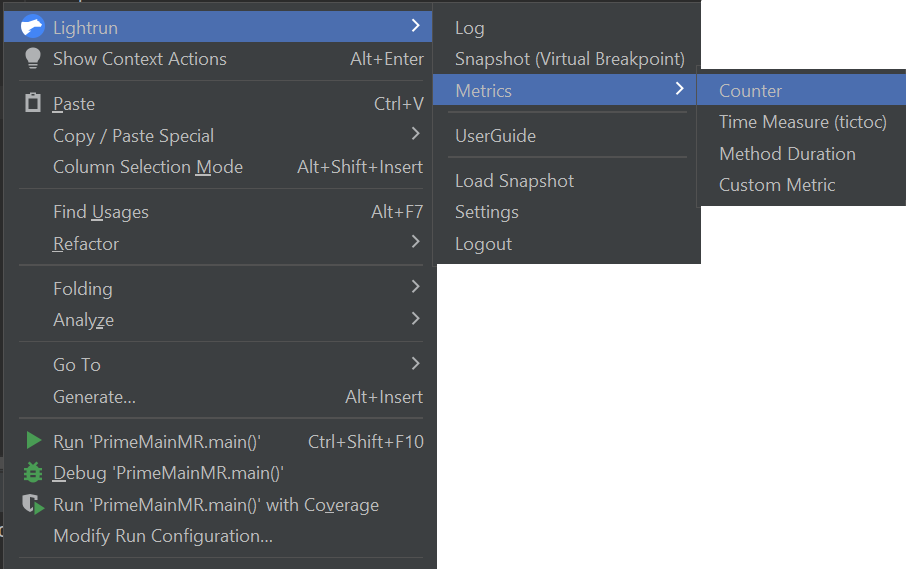 Lightrun
Show Context Actions Alt+Enter
Paste Ctrl+V
Copy / Paste Special
Column Selection Mode Alt+Shift+Insert
Find Usages Alt+F7
Refactor
Folding
Analyze
Go To
Generate... Alt+Insert
Run 'PrimeMainMR.main()' Ctrl+Shift+F10
Debug 'PrimeMainMR.main()'
Run 'PrimeMainMR.main()' with Coverage
Modify Run Configuration...
Log
Snapshot (Virtual Breakpoint)
Metrics
UserGuide
Load Snapshot
Settings
Logout
Counter
Time Measure (tictoc)
Method Duration
Custom Metric